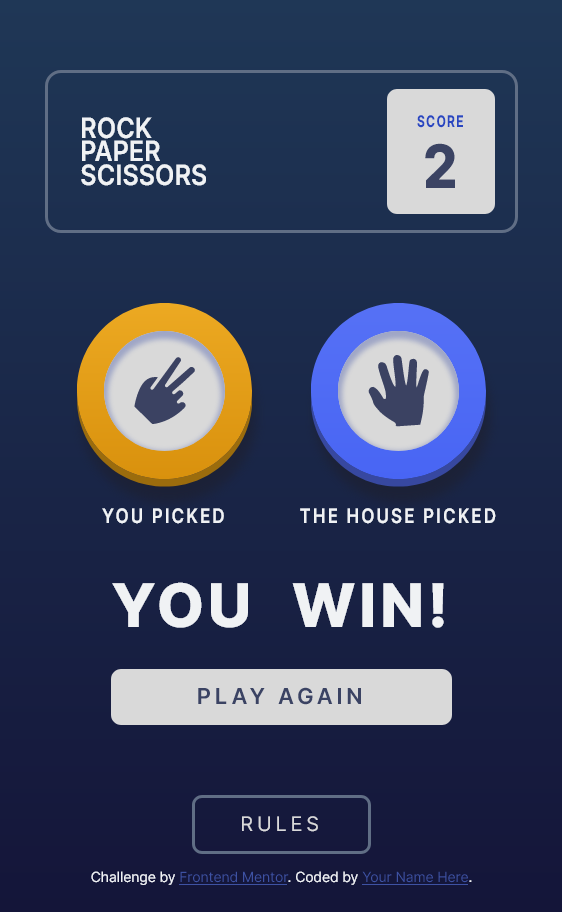 ROCK
PAPER
SCISSORS
SCORE
2
YOU PICKED
THE HOUSE PICKED
YOU WIN!
PLAY AGAIN
RULES
Challenge by Frontend Mentor. Coded by Your Name Here.